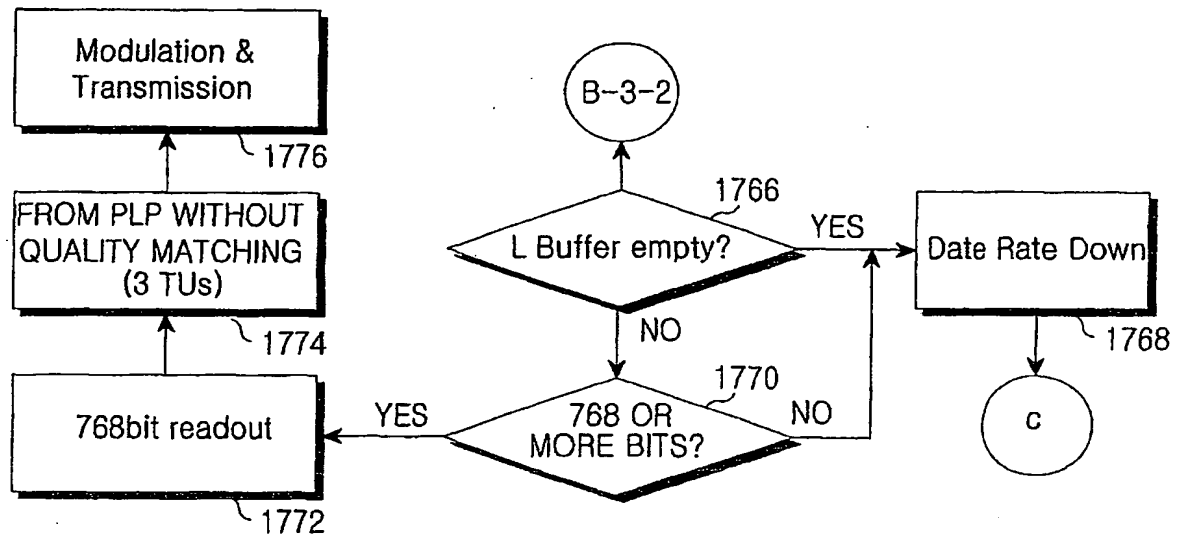 Modulation &
Transmission
1776
FROM PLP WITHOUT
QUALITY MATCHING
(3 TUs)
1774
768bit readout
1772
B-3-2
1766
L Buffer empty?
YES
NO
1770
768 OR
MORE BITS?
YES
NO
Date Rate Down
1768
C